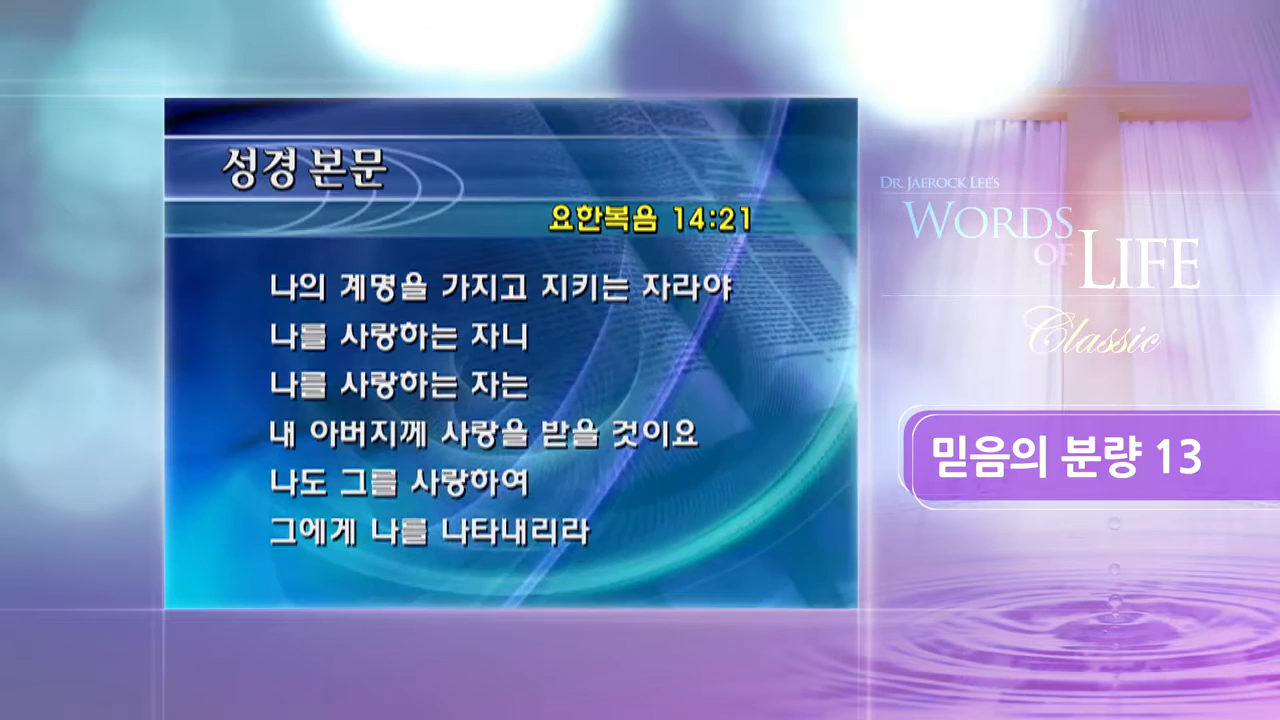 성경 본문
요한복음 14:21
나의 계명을 가지고 지키는 자라야
나를 사랑하는 자니
나를 사랑하는 자는
내 아버지께 사랑을 받을 것이요
나도 그를 사랑하여
그에게 나를 나타내리라
DR. JAEROCK LEE'S
WORDS
OF LIFE
Classic
믿음의 분량 13